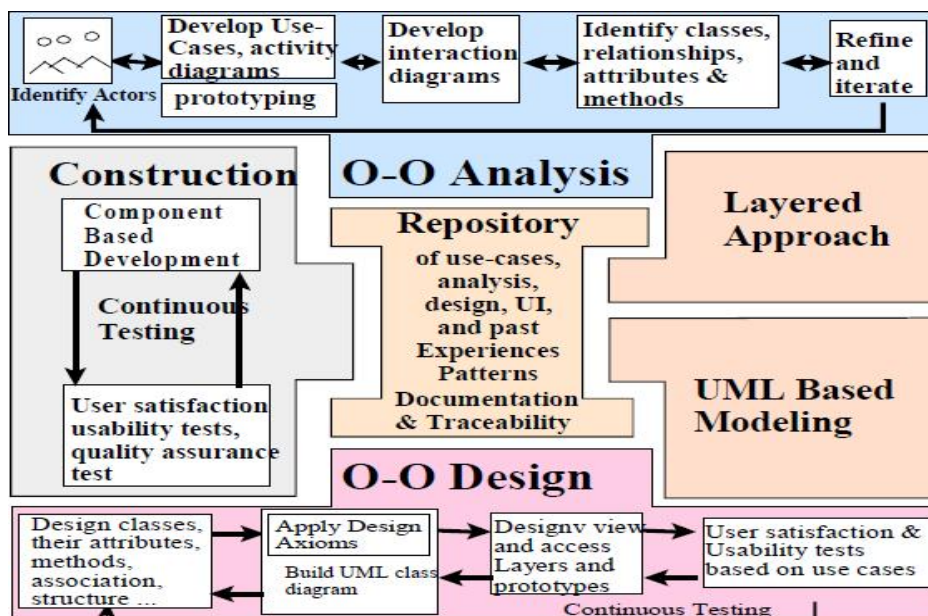 Identify Actors
Develop Use-
Cases, activity
diagrams
prototyping
Develop
interaction
diagrams
Identify classes,
relationships,
attributes &
methods
Refine
and
iterate
O-O Analysis
Construction
Component
Based
Development
Continuous
Testing
User satisfaction
usability tests,
quality assurance
test
Repository
of use-cases,
analysis,
design, UI,
and past
Experiences
Patterns
Documentation
& Traceability
Layered
Approach
UML Based
Modeling
O-O Design
Design classes,
their attributes,
methods,
association,
structure ...
Apply Design
Axioms
Build UML class
diagram
Designv view
and access
Layers and
prototypes
User satisfaction &
Usability tests
based on use cases
Continuous Testing